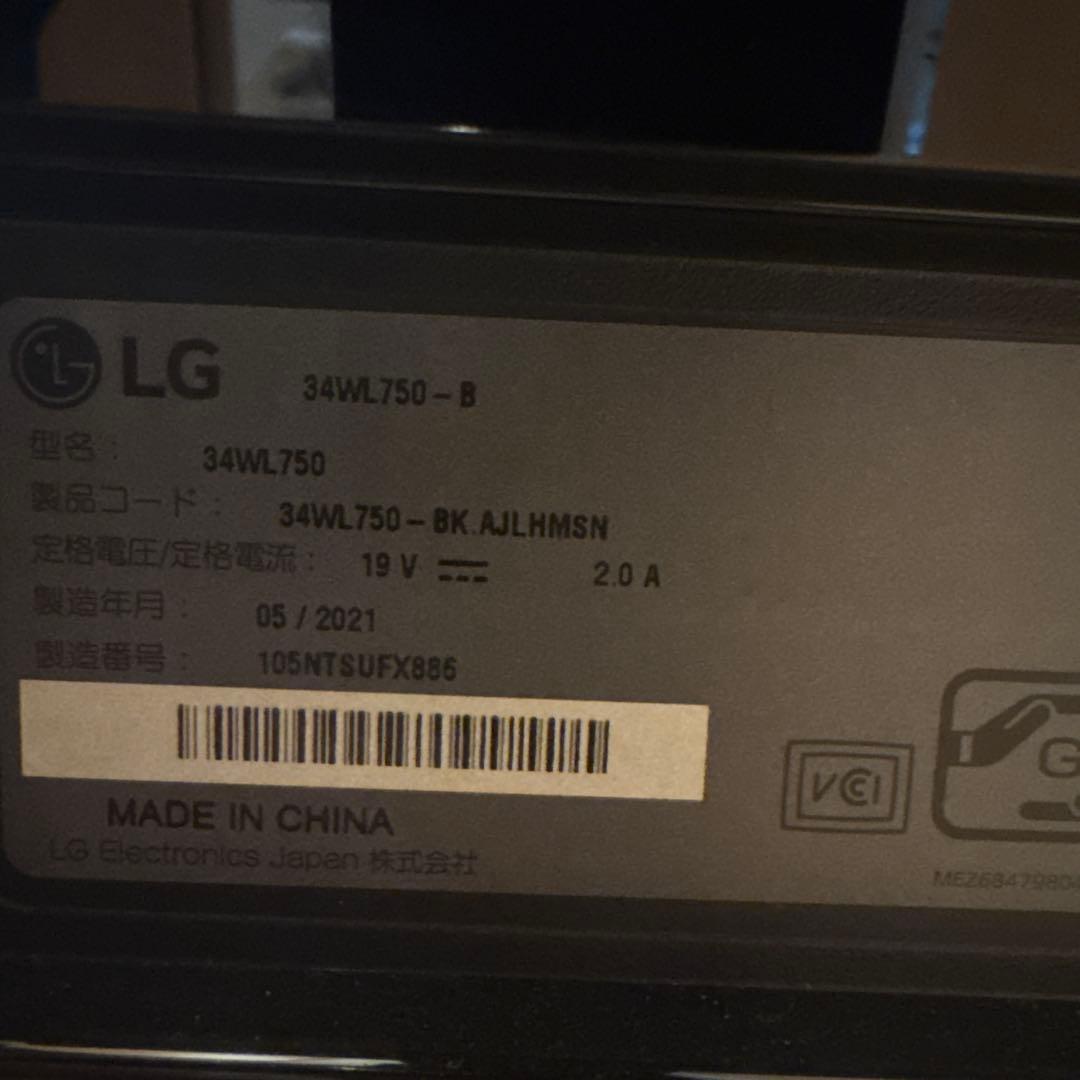 LG 34WL750-B
型名： 34WL750
製品コード： 34WL750-BK.AJLHMSN
定格電圧/定格電流： 19 V 2.0 A
製造年月： 05 / 2021
製造番号： 105NTSUFX886
MADE IN CHINA
LG Electronics Japan 株式会社
VCCI
G